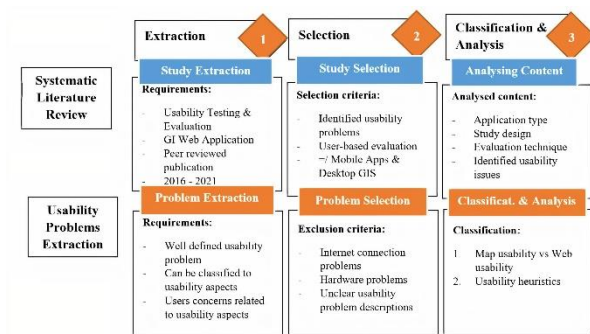 Extraction
1
Selection
2
Classification &
Analysis
3
Systematic
Literature
Review
Study Extraction
Requirements:
- Usability Testing &
Evaluation
- GI Web Application
- Peer reviewed
publication
- 2016 - 2021
Study Selection
Selection criteria:
- Identified usability
problems
- User-based evaluation
- =/ Mobile Apps &
Desktop GIS
Analysing Content
Analysed content:
- Application type
- Study design
- Evaluation technique
- Identified usability
issues
Usability
Problems
Extraction
Problem Extraction
Requirements:
- Well defined usability
problem
- Can be classified to
usability aspects
- Users concerns related
to usability aspects
Problem Selection
Exclusion criteria:
- Internet connection
problems
- Hardware problems
- Unclear usability
problem descriptions
Classificat. & Analysis
Classification:
1 Map usability vs Web
usability
2. Usability heuristics